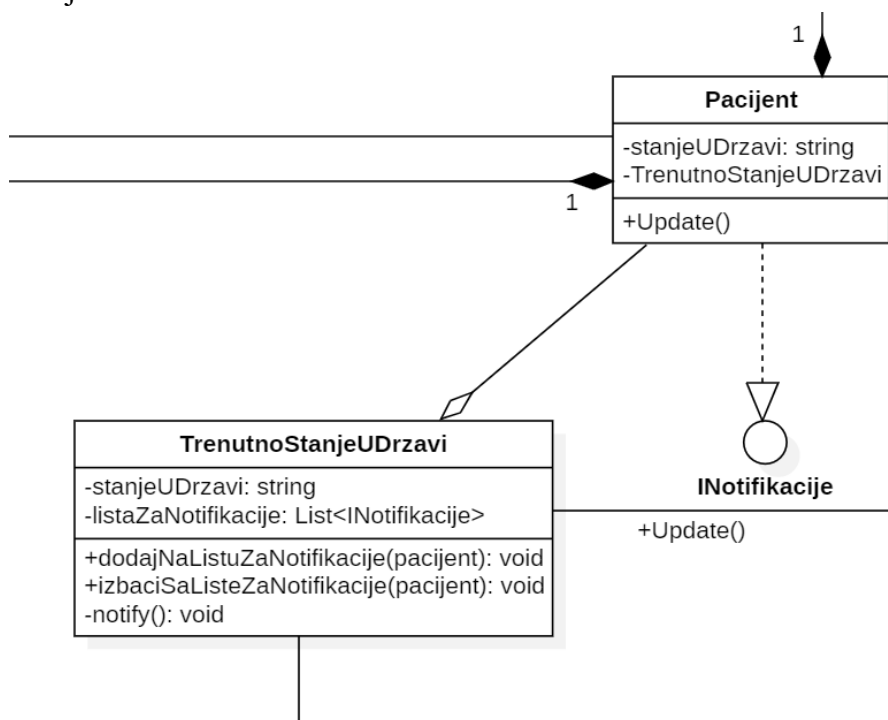 1
Pacijent
-stanjeUDrzavi: string
-TrenutnoStanjeUDrzavi
1
+Update()
TrenutnoStanjeUDrzavi
-stanjeUDrzavi: string
-listaZaNotifikacije: List<INotifikacije>
+dodajNaListuZaNotifikacije(pacijent): void
+izbaciSaListeZaNotifikacije(pacijent): void
-notify(): void
INotifikacije
+Update()